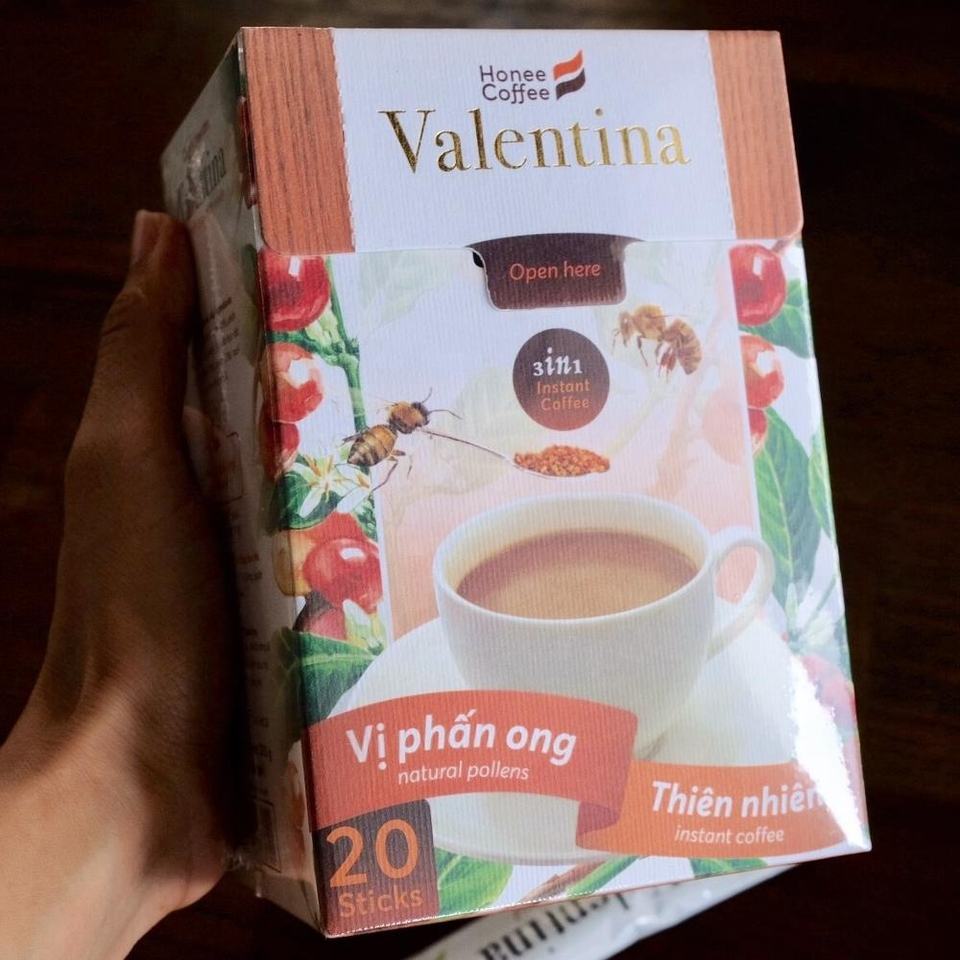 Honee
Coffee
Valentina
Open here
3in1
Instant
Coffee
Vị phấn ong
natural pollens
Thiên nhiên
instant coffee
20
Sticks